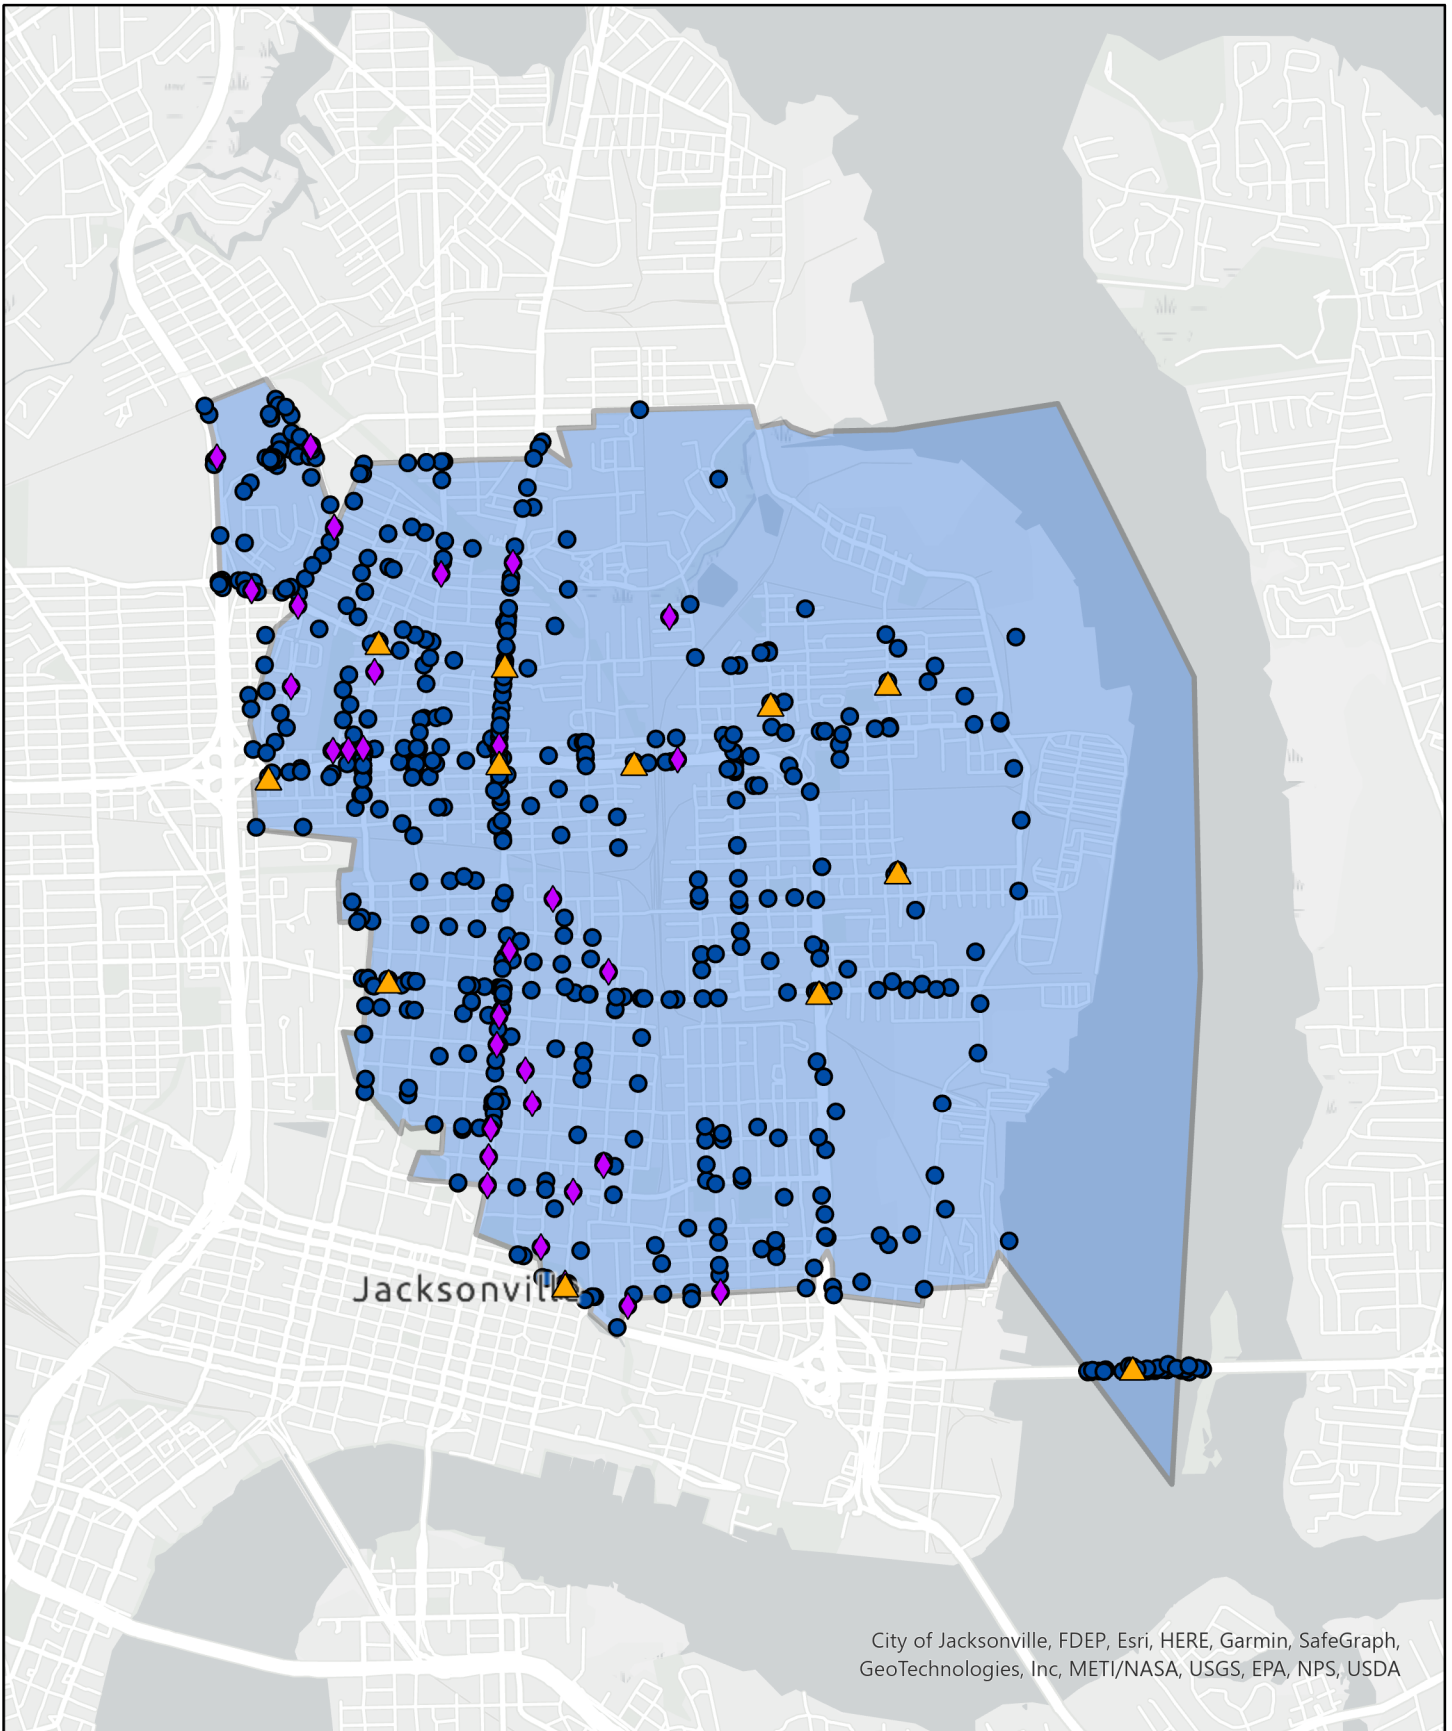 Jacksonville
City of Jacksonville, FDEP, Esri, HERE, Garmin, SafeGraph,
GeoTechnologies, Inc, METI/NASA, USGS, EPA, NPS, USDA